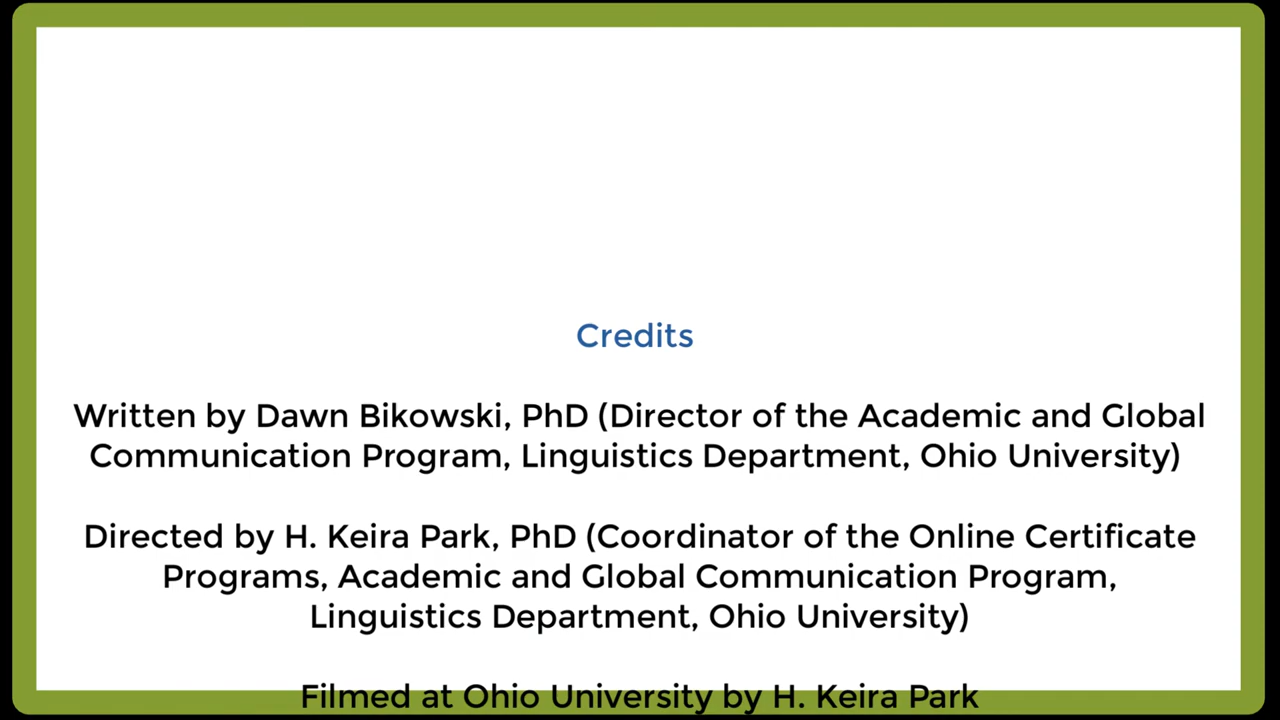 Credits
Written by Dawn Bikowski, PhD (Director of the Academic and Global
Communication Program, Linguistics Department, Ohio University)
Directed by H. Keira Park, PhD (Coordinator of the Online Certificate
Programs, Academic and Global Communication Program,
Linguistics Department, Ohio University)
Filmed at Ohio University by H. Keira Park